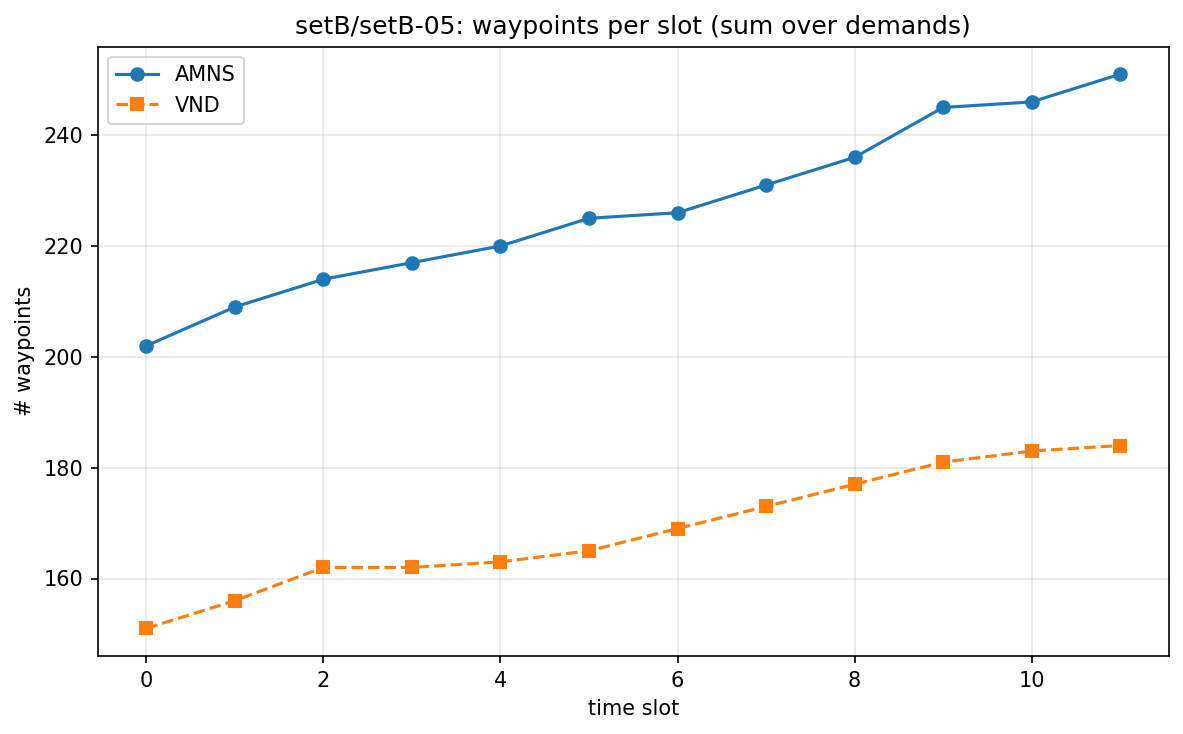 setB/setB-05: waypoints per slot (sum over demands)
AMNS
VND
# waypoints
240
220
200
180
160
0 2 4 6 8 10
time slot